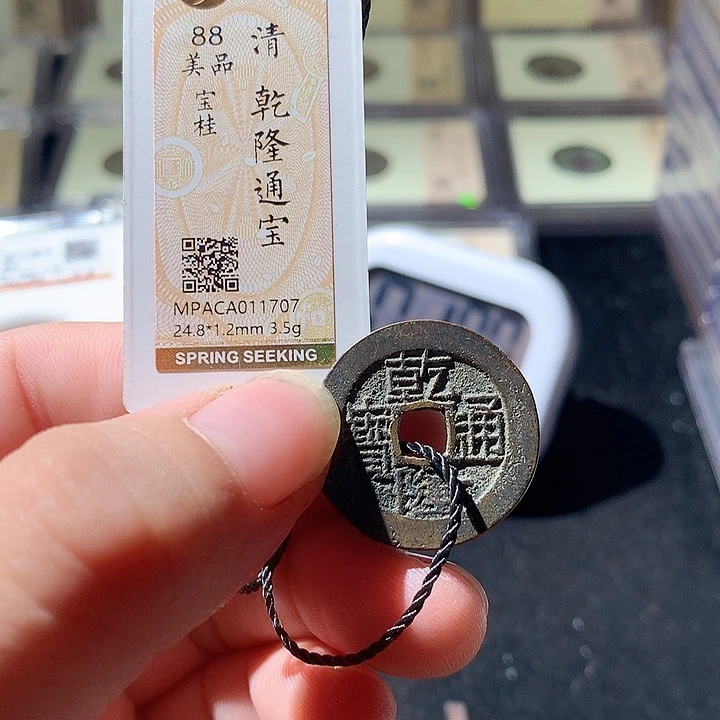 88
美品
宝桂
清 乾隆通宝
MPACA011707
24.8*1.2mm 3.5g
SPRING SEEKING
乾隆通寳